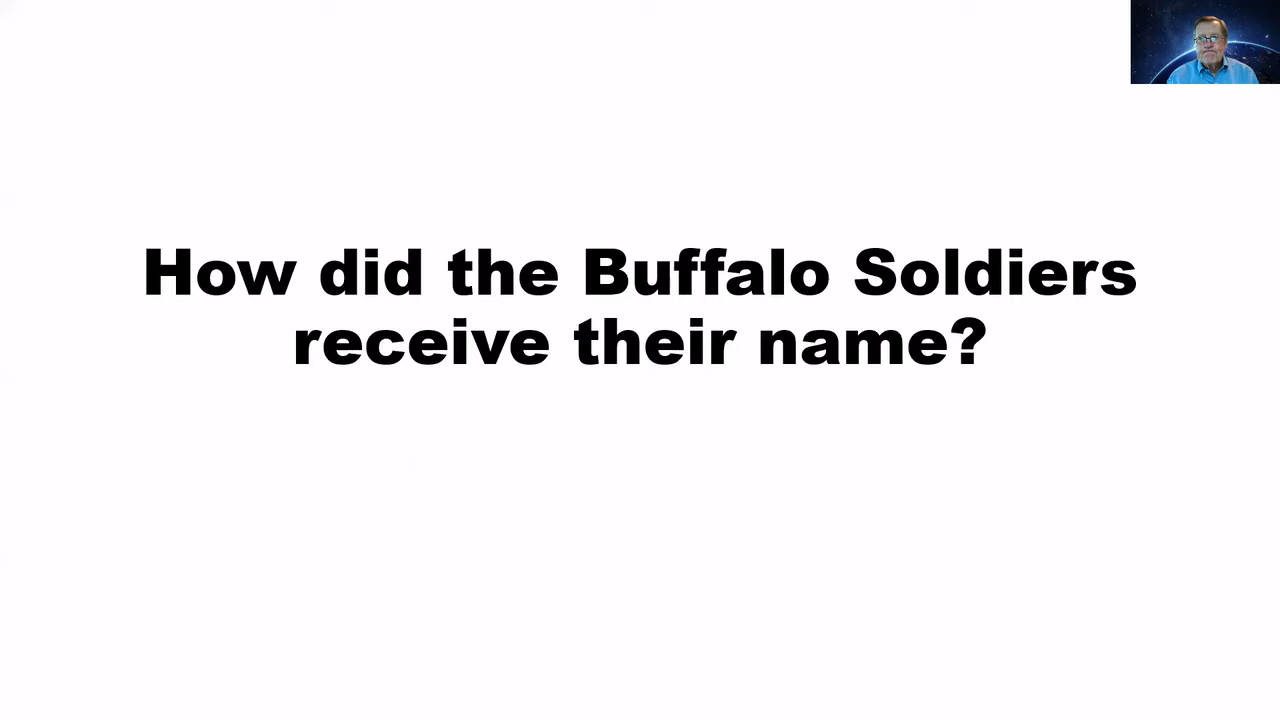 How did the Buffalo Soldiers
receive their name?